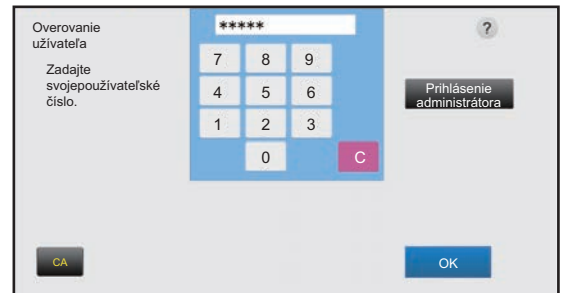 Overovanie
užívateľa
*****
?
Zadajte
svojepoužívateľské
číslo.
7 8 9
4 5 6
1 2 3
0 C
Prihlásenie
administrátora
CA
OK